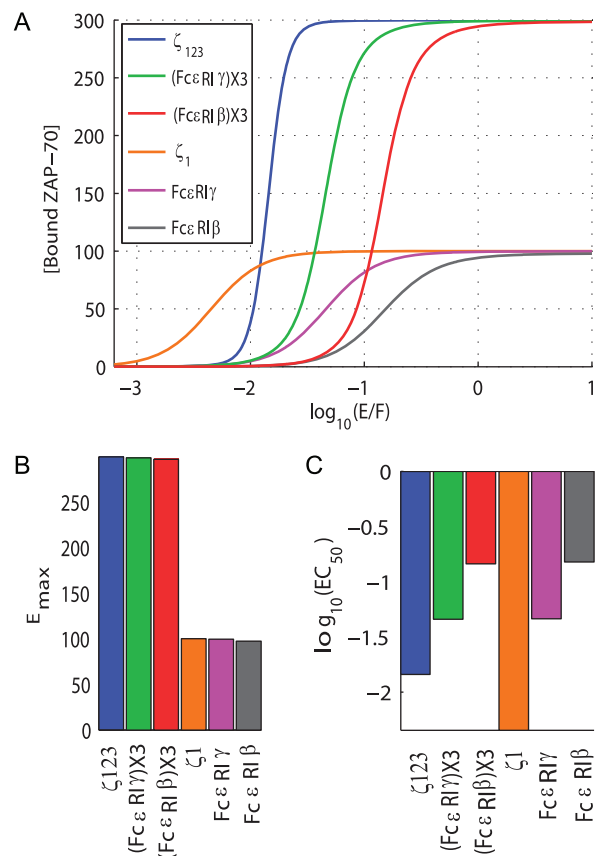 A
[Bound ZAP−70]
300
250
200
150
100
50
0
ζ123
(FcεRI γ)X3
(FcεRI β)X3
ζ1
FcεRIγ
FcεRIβ
−3
−2
−1
0
1
log10(E/F)
B
Emax
250
200
150
100
50
0
ζ123
(FcεRIγ)X3
(FcεRIβ)X3
ζ1
FcεRIγ
FcεRIβ
C
log10(EC50)
0
−0.5
−1
−1.5
−2
ζ123
(FcεRIγ)X3
(FcεRIβ)X3
ζ1
FcεRIγ
FcεRIβ